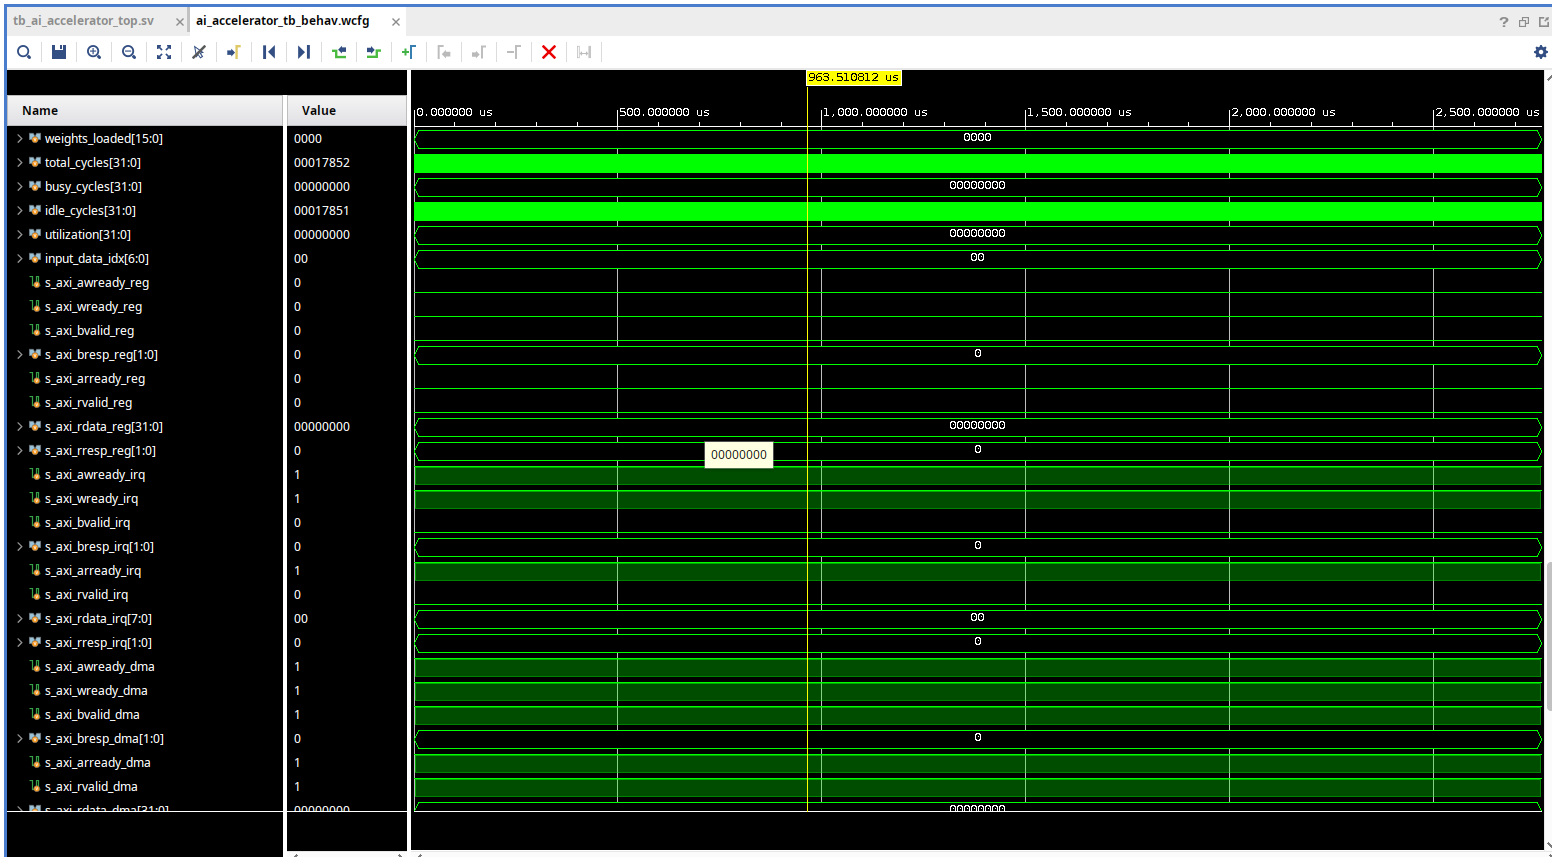 tb_ai_accelerator_top.sv ai_accelerator_tb_behav.wcfg
963.510812 us
Name Value 0.000000 us 500.000000 us 1,000.000000 us 1,500.000000 us 2,000.000000 us 2,500.000000 us
weights_loaded[15:0] 0000 0000
total_cycles[31:0] 00017852
busy_cycles[31:0] 00000000 00000000
idle_cycles[31:0] 00017851
utilization[31:0] 00000000 00000000
input_data_idx[6:0] 00 00
s_axi_awready_reg 0
s_axi_wready_reg 0
s_axi_bvalid_reg 0
s_axi_bresp_reg[1:0] 0 0
s_axi_arready_reg 0
s_axi_rvalid_reg 0
s_axi_rdata_reg[31:0] 00000000 00000000
s_axi_rresp_reg[1:0] 0 00000000 0
s_axi_awready_irq 1
s_axi_wready_irq 1
s_axi_bvalid_irq 0
s_axi_bresp_irq[1:0] 0 0
s_axi_arready_irq 1
s_axi_rvalid_irq 0
s_axi_rdata_irq[7:0] 00 00
s_axi_rresp_irq[1:0] 0 0
s_axi_awready_dma 1
s_axi_wready_dma 1
s_axi_bvalid_dma 1
s_axi_bresp_dma[1:0] 0 0
s_axi_arready_dma 1
s_axi_rvalid_dma 1
s_axi_rdata_dma[31:0] 00000000 00000000